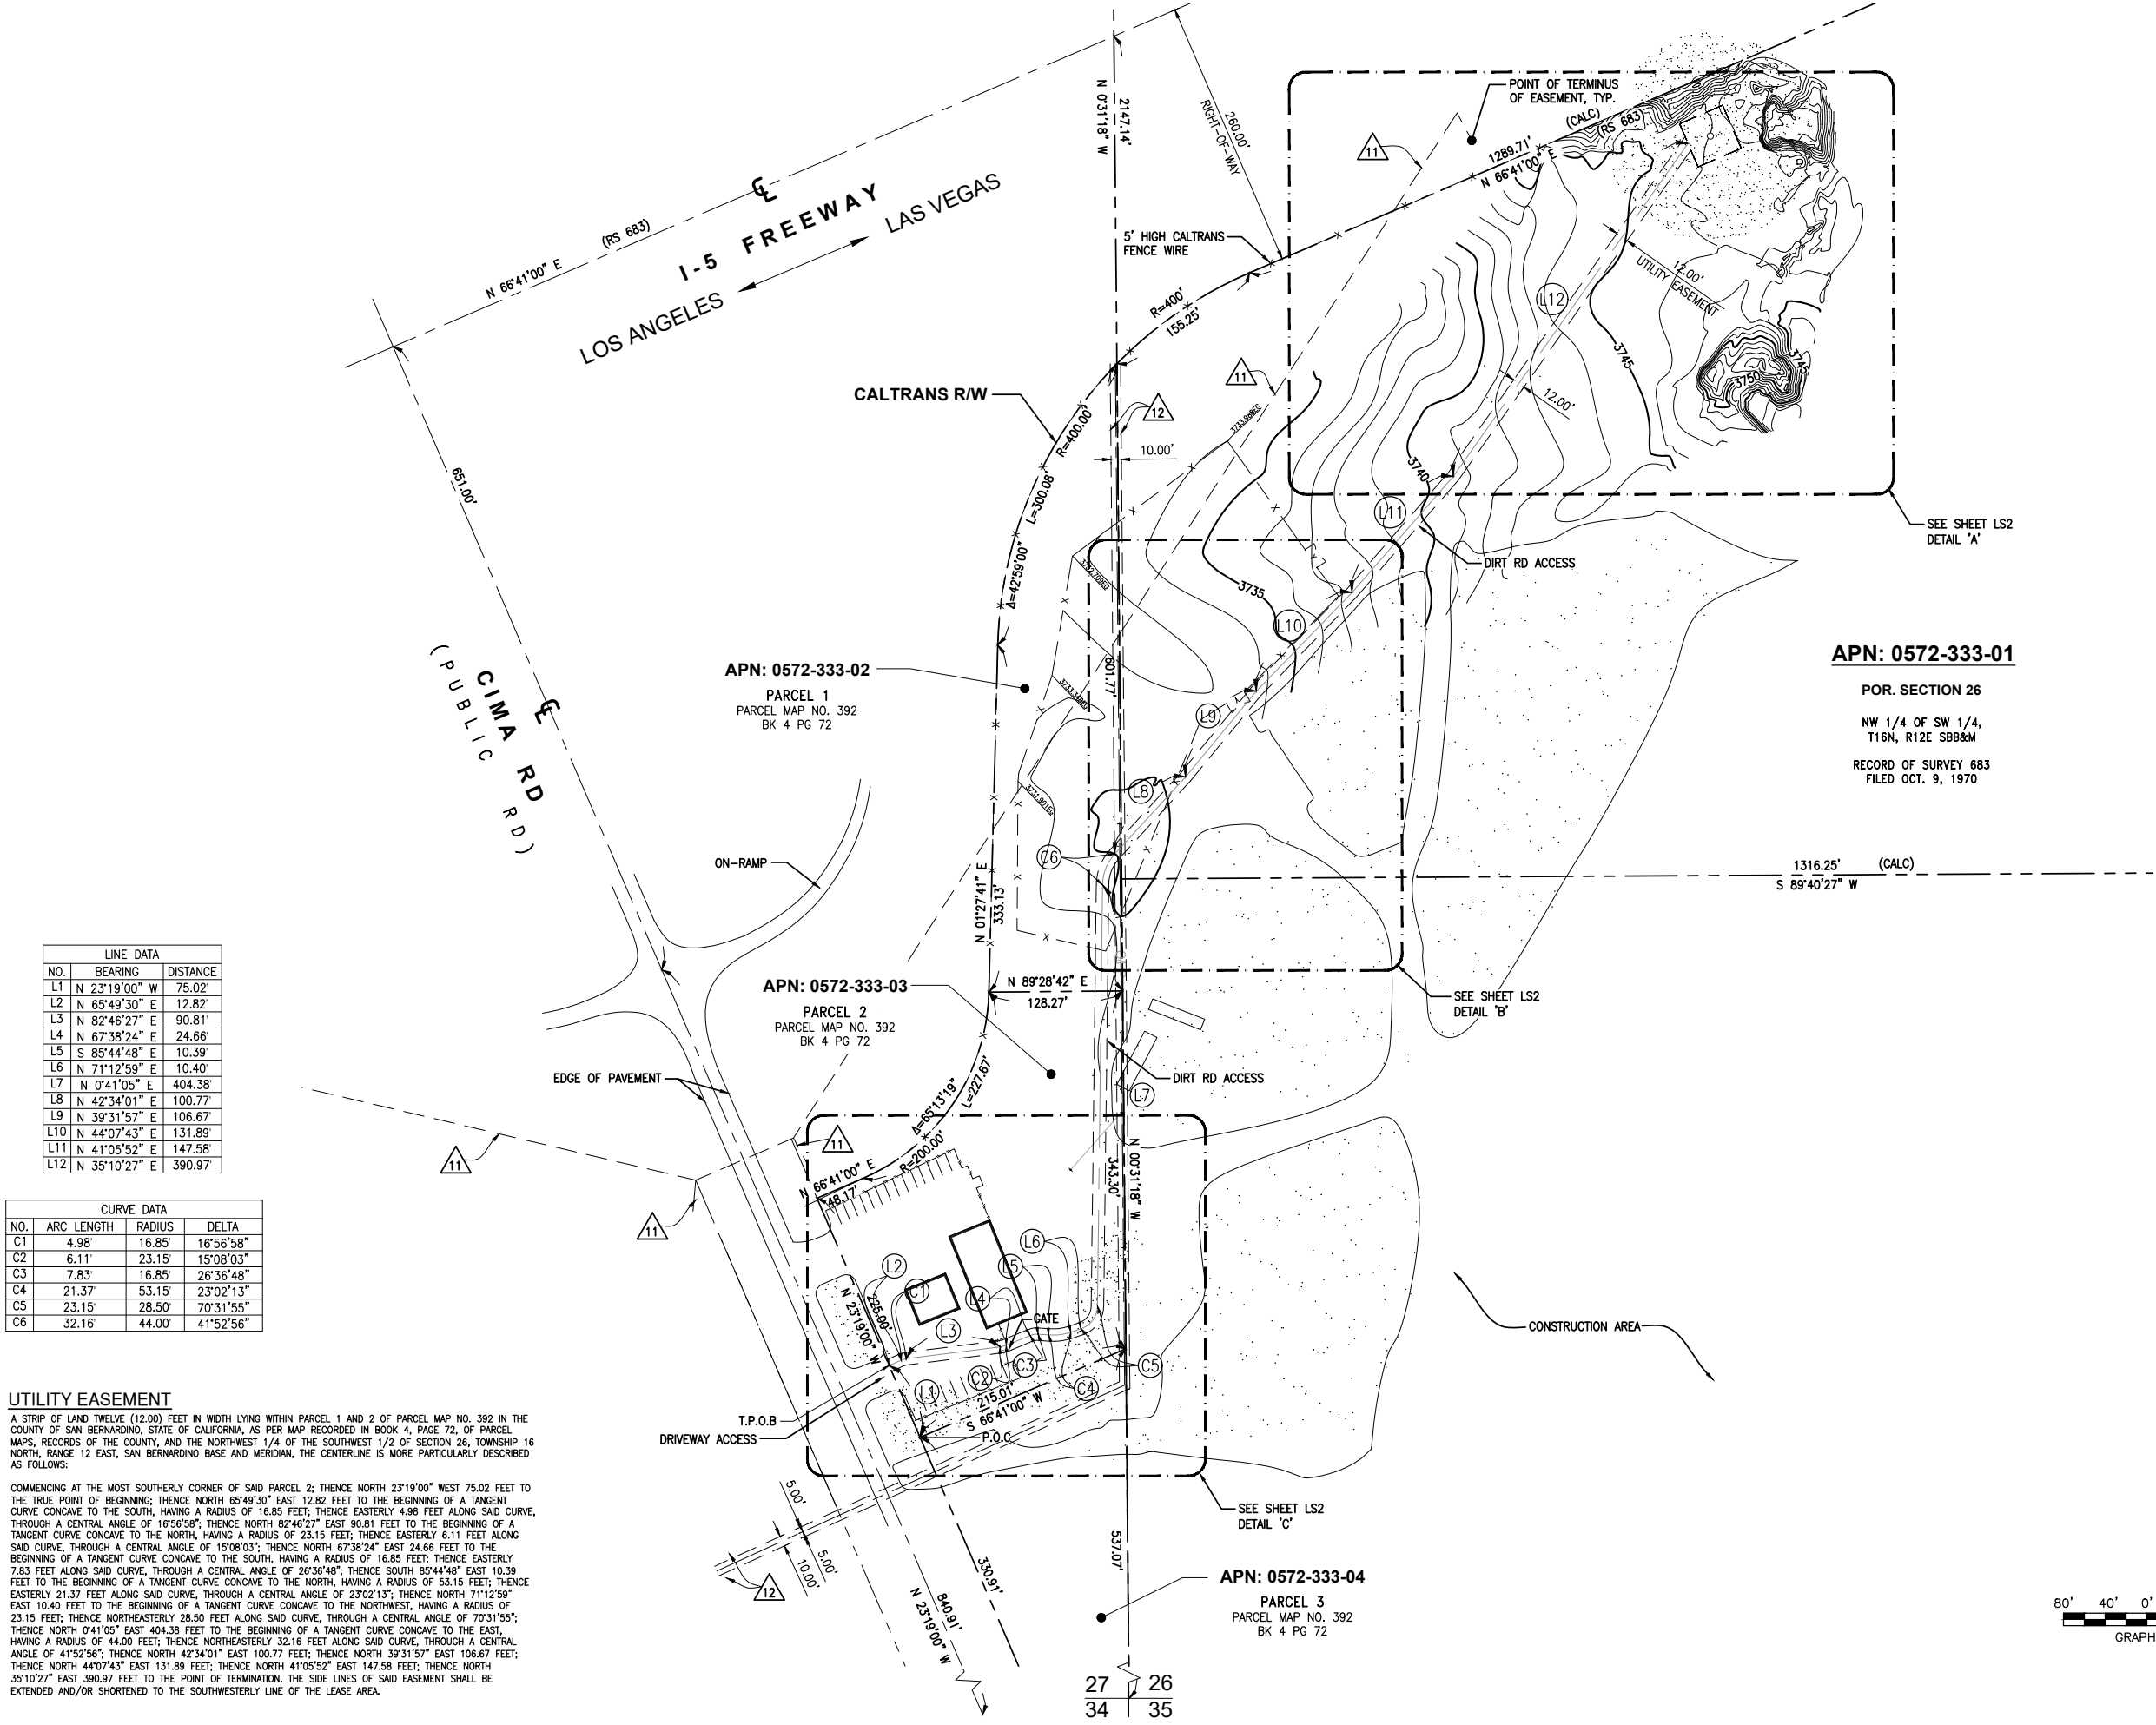 POINT OF TERMINUS
OF EASEMENT, TYP.
N 0°31'18" W
2147.14'
260.00'
RIGHT-OF-WAY
(CALC)
(RS 683)
1289.71'
N 66°41'00" E
11
℄
I-5 FREEWAY
LOS ANGELES
LAS VEGAS
(RS 683)
N 66°41'00" E
5' HIGH CALTRANS
FENCE WIRE
R=400'
155.25'
L12
12.00'
UTILITY EASEMENT
3745
3745
3750
12.00'
11
CALTRANS R/W
12
R=400.00'
10.00'
3740
651.00'
L=300.08'
Δ=42°59'00"
L11
SEE SHEET LS2
DETAIL 'A'
DIRT RD ACCESS
3735
L10
601.77'
APN: 0572-333-02
PARCEL 1
PARCEL MAP NO. 392
BK 4 PG 72
APN: 0572-333-01
POR. SECTION 26
NW 1/4 OF SW 1/4,
T16N, R12E SBB&M
RECORD OF SURVEY 683
FILED OCT. 9, 1970
CIMA RD
℄
(PUBLIC RD)
L9
L8
C6
ON-RAMP
1316.25' (CALC)
S 89°40'27" W
N 01°27'41" E
333.13'
N 89°28'42" E
128.27'
APN: 0572-333-03
PARCEL 2
PARCEL MAP NO. 392
BK 4 PG 72
SEE SHEET LS2
DETAIL 'B'
LINE DATA
NO. BEARING DISTANCE
L1 N 23°19'00" W 75.02'
L2 N 65°49'30" E 12.82'
L3 N 82°46'27" E 90.81'
L4 N 67°38'24" E 24.66'
L5 S 85°44'48" E 10.39'
L6 N 71°12'59" E 10.40'
L7 N 0°41'05" E 404.38'
L8 N 42°34'01" E 100.77'
L9 N 39°31'57" E 106.67'
L10 N 44°07'43" E 131.89'
L11 N 41°05'52" E 147.58'
L12 N 35°10'27" E 390.97'
EDGE OF PAVEMENT
DIRT RD ACCESS
L7
Δ=65°13'19"
L=227.67'
R=200.00'
N 66°41'00" E
48.17'
11
11
11
N 00°31'18" W
343.30'
CURVE DATA
NO. ARC LENGTH RADIUS DELTA
C1 4.98' 16.85' 16°56'58"
C2 6.11' 23.15' 15°08'03"
C3 7.83' 16.85' 26°36'48"
C4 21.37' 53.15' 23°02'13"
C5 23.15' 28.50' 70°31'55"
C6 32.16' 44.00' 41°52'56"
L6
L2
L5
C1
L4
225.00'
N 23°19'00" W
GATE
L3
C3
C5
C2
L1
C4
215.01'
S 66°41'00" W
P.O.C
T.P.O.B
DRIVEWAY ACCESS
CONSTRUCTION AREA
SEE SHEET LS2
DETAIL 'C'
5.00'
5.00'
10.00'
12
330.91'
840.91'
N 23°19'00" W
537.07'
APN: 0572-333-04
PARCEL 3
PARCEL MAP NO. 392
BK 4 PG 72
27 26
34 35
80' 40' 0'
GRAPH
UTILITY EASEMENT
A STRIP OF LAND TWELVE (12.00) FEET IN WIDTH LYING WITHIN PARCEL 1 AND 2 OF PARCEL MAP NO. 392 IN THE
COUNTY OF SAN BERNARDINO, STATE OF CALIFORNIA, AS PER MAP RECORDED IN BOOK 4, PAGE 72, OF PARCEL
MAPS, RECORDS OF THE COUNTY, AND THE NORTHWEST 1/4 OF THE SOUTHWEST 1/2 OF SECTION 26, TOWNSHIP 16
NORTH, RANGE 12 EAST, SAN BERNARDINO BASE AND MERIDIAN, THE CENTERLINE IS MORE PARTICULARLY DESCRIBED
AS FOLLOWS:
COMMENCING AT THE MOST SOUTHERLY CORNER OF SAID PARCEL 2; THENCE NORTH 23°19'00" WEST 75.02 FEET TO
THE TRUE POINT OF BEGINNING; THENCE NORTH 65°49'30" EAST 12.82 FEET TO THE BEGINNING OF A TANGENT
CURVE CONCAVE TO THE SOUTH, HAVING A RADIUS OF 16.85 FEET; THENCE EASTERLY 4.98 FEET ALONG SAID CURVE,
THROUGH A CENTRAL ANGLE OF 16°56'58"; THENCE NORTH 82°46'27" EAST 90.81 FEET TO THE BEGINNING OF A
TANGENT CURVE CONCAVE TO THE NORTH, HAVING A RADIUS OF 23.15 FEET; THENCE EASTERLY 6.11 FEET ALONG
SAID CURVE, THROUGH A CENTRAL ANGLE OF 15°08'03"; THENCE NORTH 67°38'24" EAST 24.66 FEET TO THE
BEGINNING OF A TANGENT CURVE CONCAVE TO THE SOUTH, HAVING A RADIUS OF 16.85 FEET; THENCE EASTERLY
7.83 FEET ALONG SAID CURVE, THROUGH A CENTRAL ANGLE OF 26°36'48"; THENCE SOUTH 85°44'48" EAST 10.39
FEET TO THE BEGINNING OF A TANGENT CURVE CONCAVE TO THE NORTH, HAVING A RADIUS OF 53.15 FEET; THENCE
EASTERLY 21.37 FEET ALONG SAID CURVE, THROUGH A CENTRAL ANGLE OF 23°02'13"; THENCE NORTH 71°12'59"
EAST 10.40 FEET TO THE BEGINNING OF A TANGENT CURVE CONCAVE TO THE NORTHWEST, HAVING A RADIUS OF
23.15 FEET; THENCE NORTHEASTERLY 28.50 FEET ALONG SAID CURVE, THROUGH A CENTRAL ANGLE OF 70°31'55";
THENCE NORTH 0°41'05" EAST 404.38 FEET TO THE BEGINNING OF A TANGENT CURVE CONCAVE TO THE EAST,
HAVING A RADIUS OF 44.00 FEET; THENCE NORTHEASTERLY 32.16 FEET ALONG SAID CURVE, THROUGH A CENTRAL
ANGLE OF 41°52'56"; THENCE NORTH 42°34'01" EAST 100.77 FEET; THENCE NORTH 39°31'57" EAST 106.67 FEET;
THENCE NORTH 44°07'43" EAST 131.89 FEET; THENCE NORTH 41°05'52" EAST 147.58 FEET; THENCE NORTH
35°10'27" EAST 390.97 FEET TO THE POINT OF TERMINATION. THE SIDE LINES OF SAID EASEMENT SHALL BE
EXTENDED AND/OR SHORTENED TO THE SOUTHWESTERLY LINE OF THE LEASE AREA.